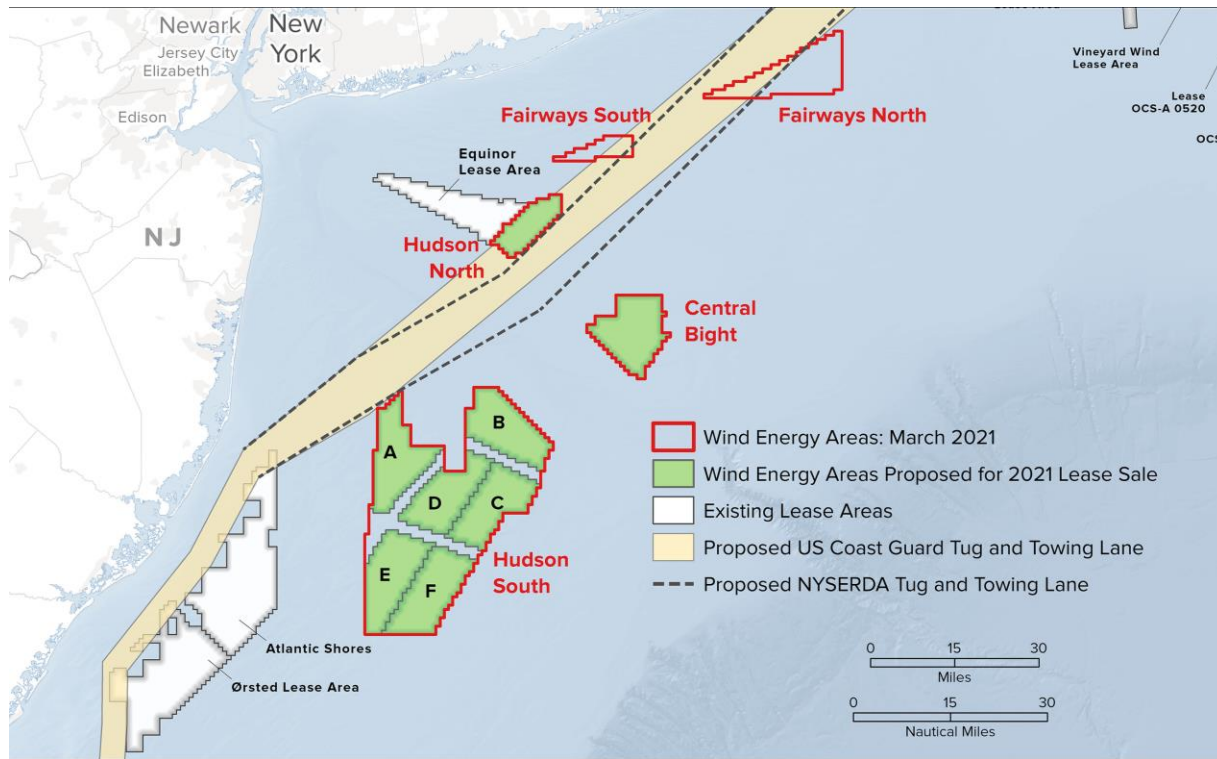 Newark
New
York
Jersey City
Elizabeth
Edison
NJ
Vineyard Wind
Lease Area
Lease
OCS-A 0520
Fairways South
Fairways North
Equinor
Lease Area
Hudson
North
Central
Bight
A
B
C
D
E
F
Hudson
South
Atlantic Shores
Ørsted Lease Area
Wind Energy Areas: March 2021
Wind Energy Areas Proposed for 2021 Lease Sale
Existing Lease Areas
Proposed US Coast Guard Tug and Towing Lane
Proposed NYSERDA Tug and Towing Lane
0 15 30
Miles
0 15 30
Nautical Miles